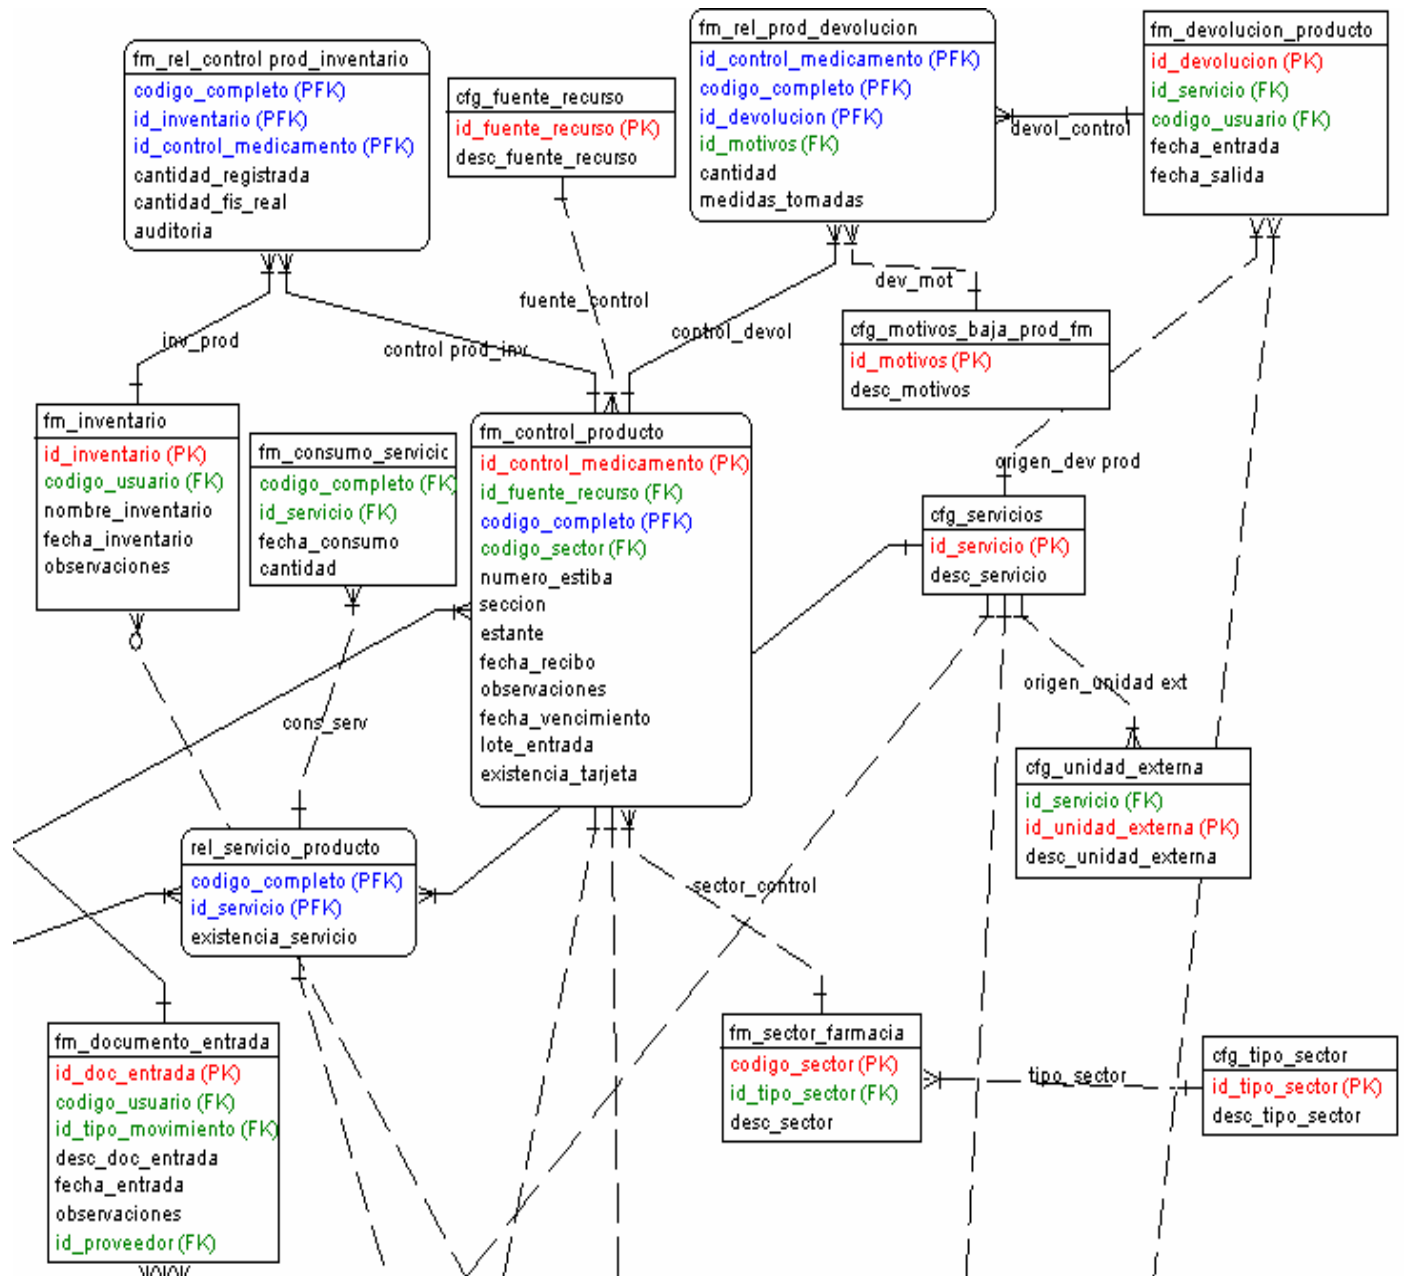 fm_rel_control prod_inventario
codigo_completo (PFK)
id_inventario (PFK)
id_control_medicamento (PFK)
cantidad_registrada
cantidad_fis_real
auditoria
cfg_fuente_recurso
id_fuente_recurso (PK)
desc_fuente_recurso
fm_rel_prod_devolucion
id_control_medicamento (PFK)
codigo_completo (PFK)
id_devolucion (PFK)
id_motivos (FK)
cantidad
medidas_tomadas
devol_control
fm_devolucion_producto
id_devolucion (PK)
id_servicio (FK)
codigo_usuario (FK)
fecha_entrada
fecha_salida
inv_prod
control prod_inv
fuente_control
control_devol
dev_mot
cfg_motivos_baja_prod_fm
id_motivos (PK)
desc_motivos
fm_inventario
id_inventario (PK)
codigo_usuario (FK)
nombre_inventario
fecha_inventario
observaciones
fm_consumo_servicio
codigo_completo (FK)
id_servicio (FK)
fecha_consumo
cantidad
fm_control_producto
id_control_medicamento (PK)
id_fuente_recurso (FK)
codigo_completo (PFK)
codigo_sector (FK)
numero_estiba
seccion
estante
fecha_recibo
observaciones
fecha_vencimiento
lote_entrada
existencia_tarjeta
origen_dev prod
cfg_servicios
id_servicio (PK)
desc_servicio
origen_unidad ext
cfg_unidad_externa
id_servicio (FK)
id_unidad_externa (PK)
desc_unidad_externa
cons_serv
rel_servicio_producto
codigo_completo (PFK)
id_servicio (PFK)
existencia_servicio
sector_control
fm_documento_entrada
id_doc_entrada (PK)
codigo_usuario (FK)
id_tipo_movimiento (FK)
desc_doc_entrada
fecha_entrada
observaciones
id_proveedor (FK)
fm_sector_farmacia
codigo_sector (PK)
id_tipo_sector (FK)
desc_sector
tipo_sector
cfg_tipo_sector
id_tipo_sector (PK)
desc_tipo_sector